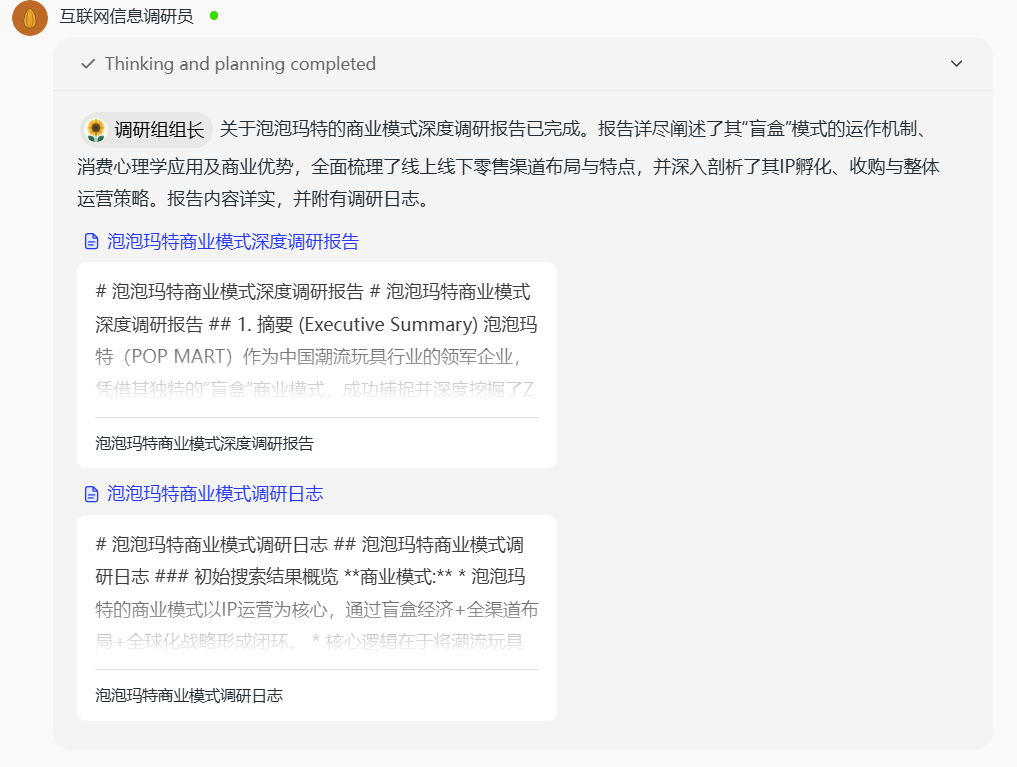 互联网信息调研员
Thinking and planning completed
调研组组长 关于泡泡玛特的商业模式深度调研报告已完成。报告详尽阐述了其“盲盒”模式的运作机制、
消费心理学应用及商业优势，全面梳理了线上线下零售渠道布局与特点，并深入剖析了其IP孵化、收购与整体
运营策略。报告内容详实，并附有调研日志。
泡泡玛特商业模式深度调研报告
# 泡泡玛特商业模式深度调研报告 # 泡泡玛特商业模式
深度调研报告 ## 1. 摘要 (Executive Summary) 泡泡玛
特（POP MART）作为中国潮流玩具行业的领军企业，
凭借其独特的“盲盒”商业模式，成功捕捉并深度挖掘了Z
泡泡玛特商业模式深度调研报告
泡泡玛特商业模式调研日志
# 泡泡玛特商业模式调研日志 ## 泡泡玛特商业模式调
研日志 ### 初始搜索结果概览 **商业模式:** * 泡泡玛
特的商业模式以IP运营为核心，通过盲盒经济+全渠道布
局+全球化战略形成闭环。 * 核心逻辑在于将潮流玩具
泡泡玛特商业模式调研日志